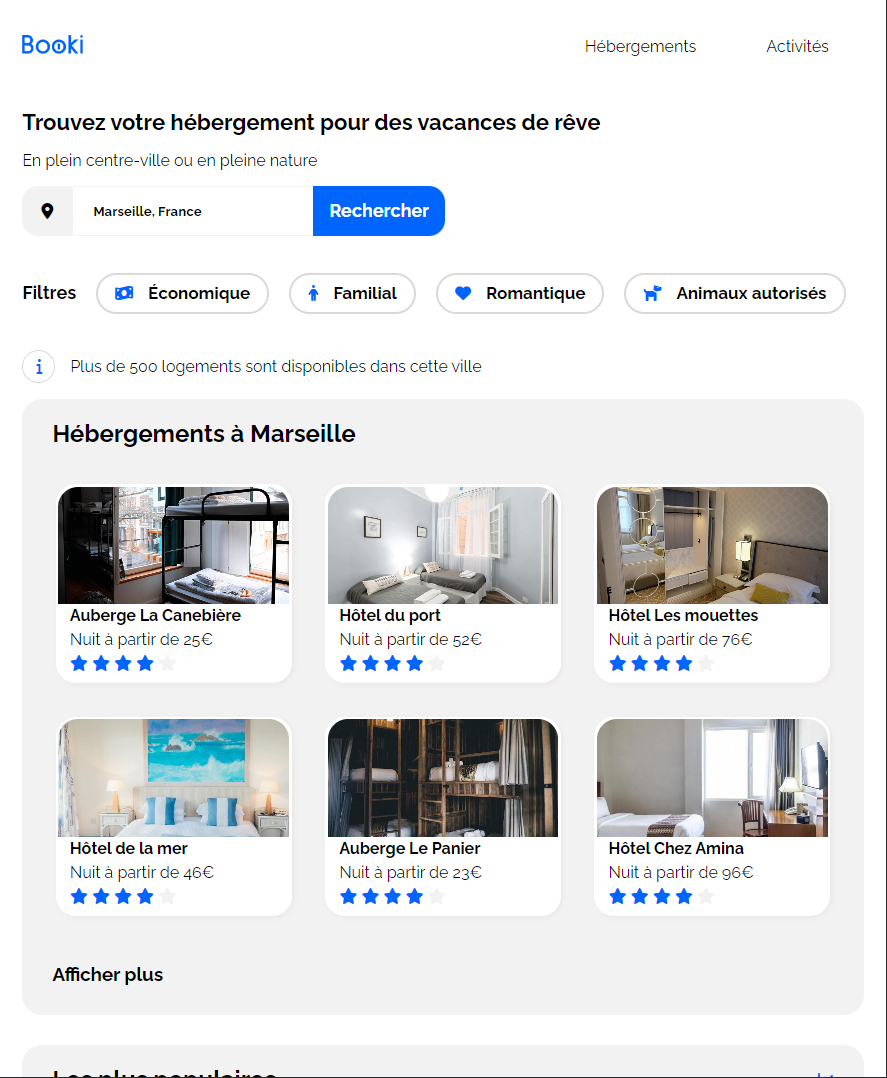 Booki
Hébergements
Activités
Trouvez votre hébergement pour des vacances de rêve
En plein centre-ville ou en pleine nature
Marseille, France
Rechercher
Filtres
Économique
Familial
Romantique
Animaux autorisés
Plus de 500 logements sont disponibles dans cette ville
Hébergements à Marseille
Auberge La Canebière
Nuit à partir de 25€
Hôtel du port
Nuit à partir de 52€
Hôtel Les mouettes
Nuit à partir de 76€
Hôtel de la mer
Nuit à partir de 46€
Auberge Le Panier
Nuit à partir de 23€
Hôtel Chez Amina
Nuit à partir de 96€
Afficher plus
Les plus populaires